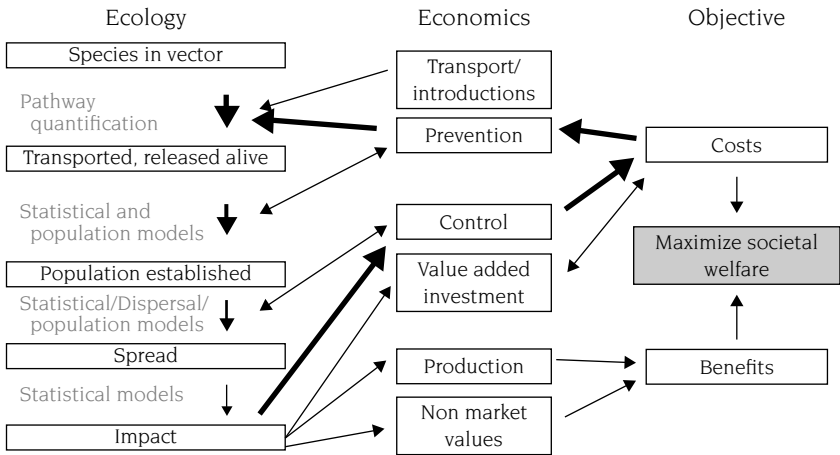 Ecology
Economics
Objective
Species in vector
Pathway
quantification
Transported, released alive
Statistical and
population models
Population established
Statistical/Dispersal/
population models
Spread
Statistical models
Impact
Transport/
introductions
Prevention
Control
Value added
investment
Production
Non market
values
Costs
Maximize societal
welfare
Benefits